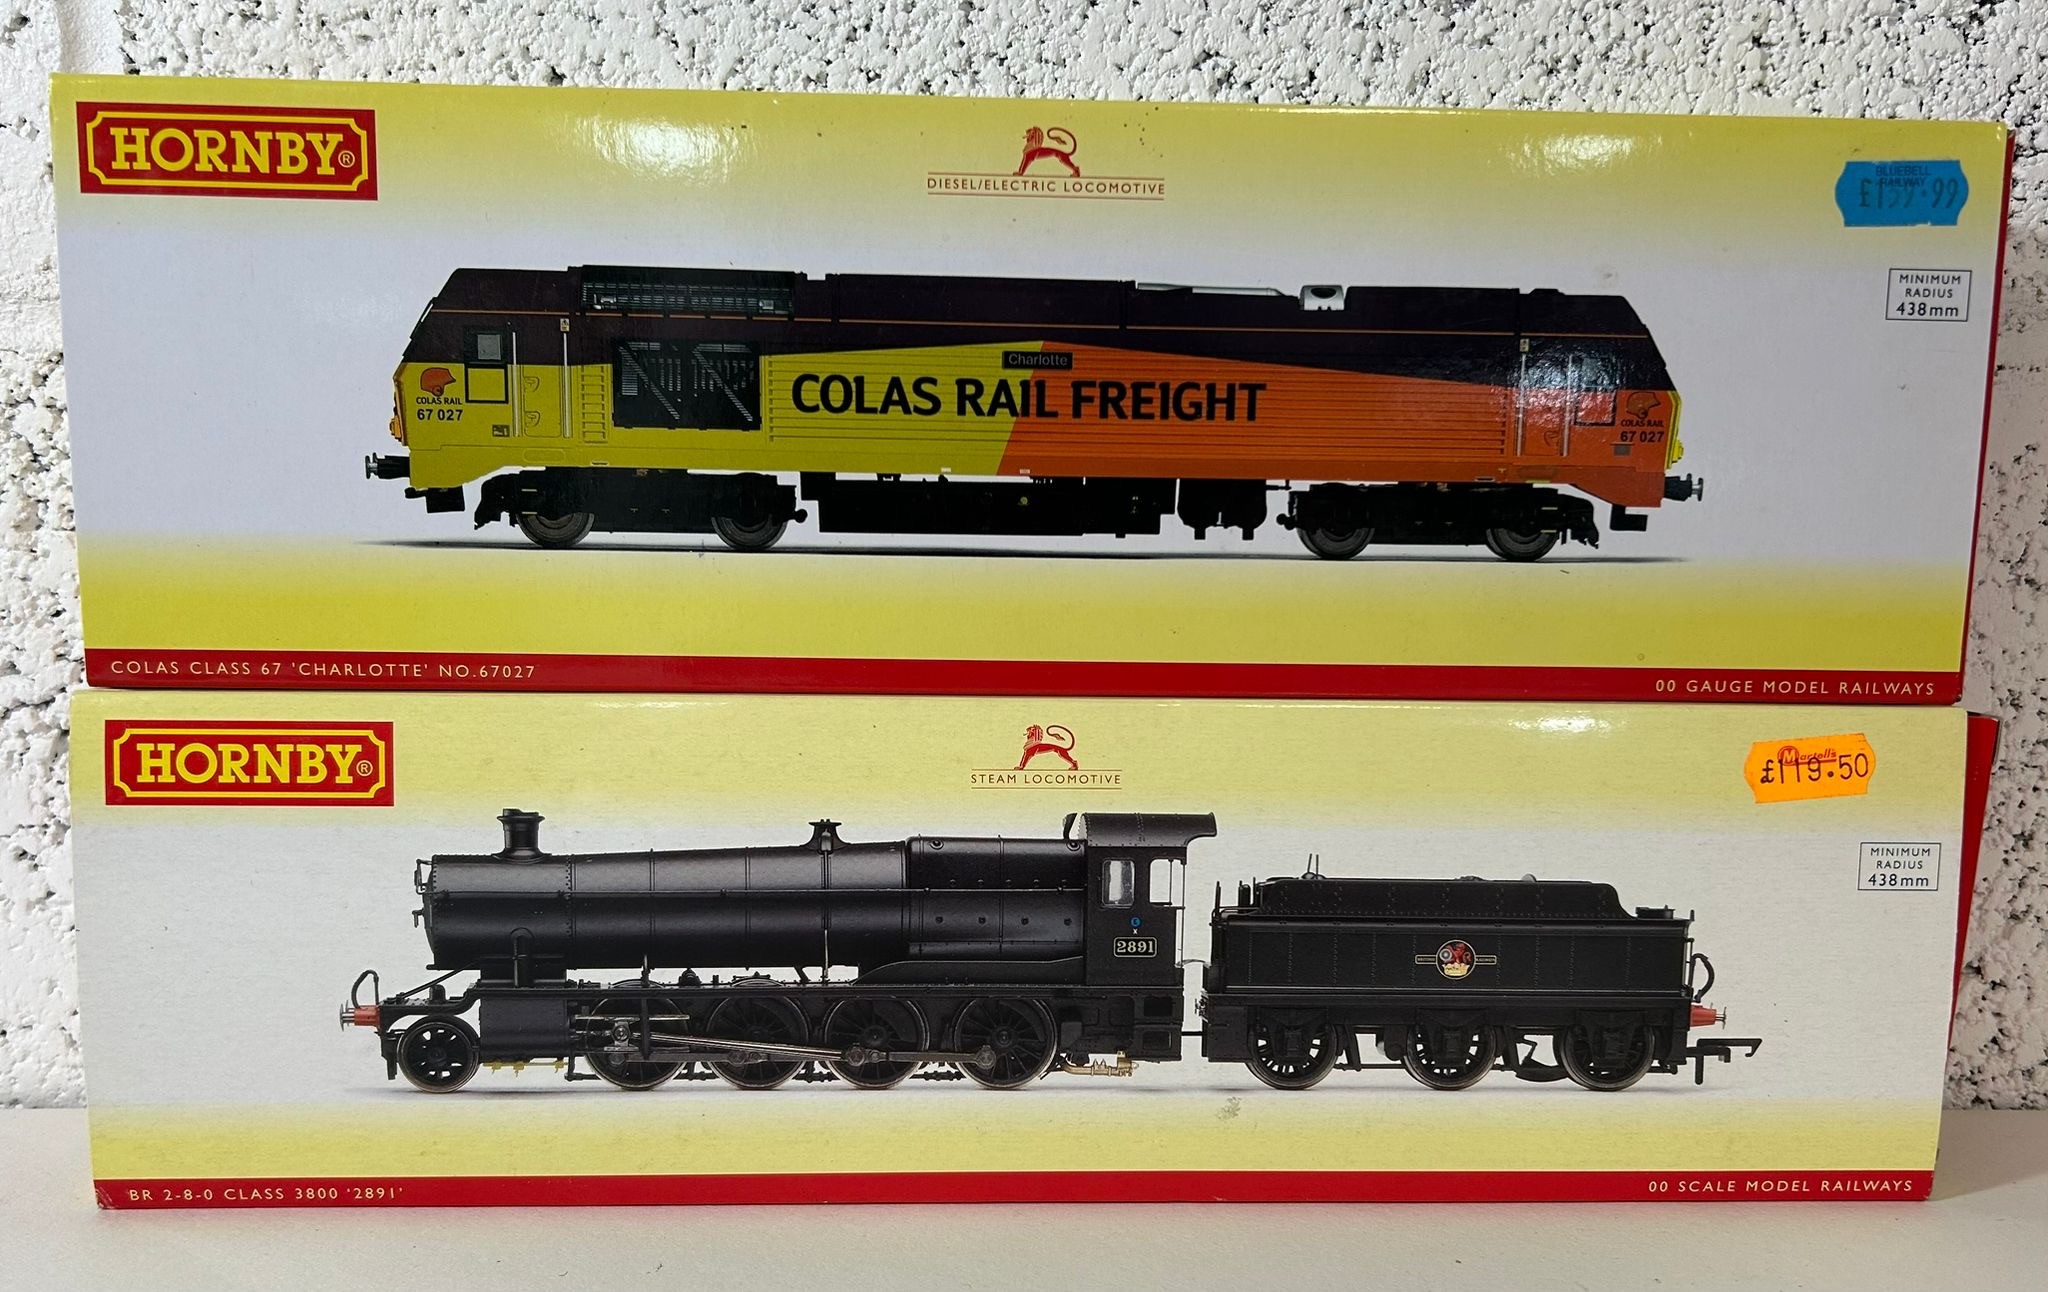 HORNBY®
DIESEL/ELECTRIC LOCOMOTIVE
BLUEBELL
RAILWAY
MINIMUM
RADIUS
438mm
Charlotte
COLAS RAIL FREIGHT
COLAS RAIL
67 027
COLAS RAIL
67 027
COLAS CLASS 67 'CHARLOTTE' NO.67027
00 GAUGE MODEL RAILWAYS
HORNBY®
STEAM LOCOMOTIVE
Martell's
£119.50
MINIMUM
RADIUS
438mm
2891
BR 2-8-0 CLASS 3800 '2891'
00 SCALE MODEL RAILWAYS